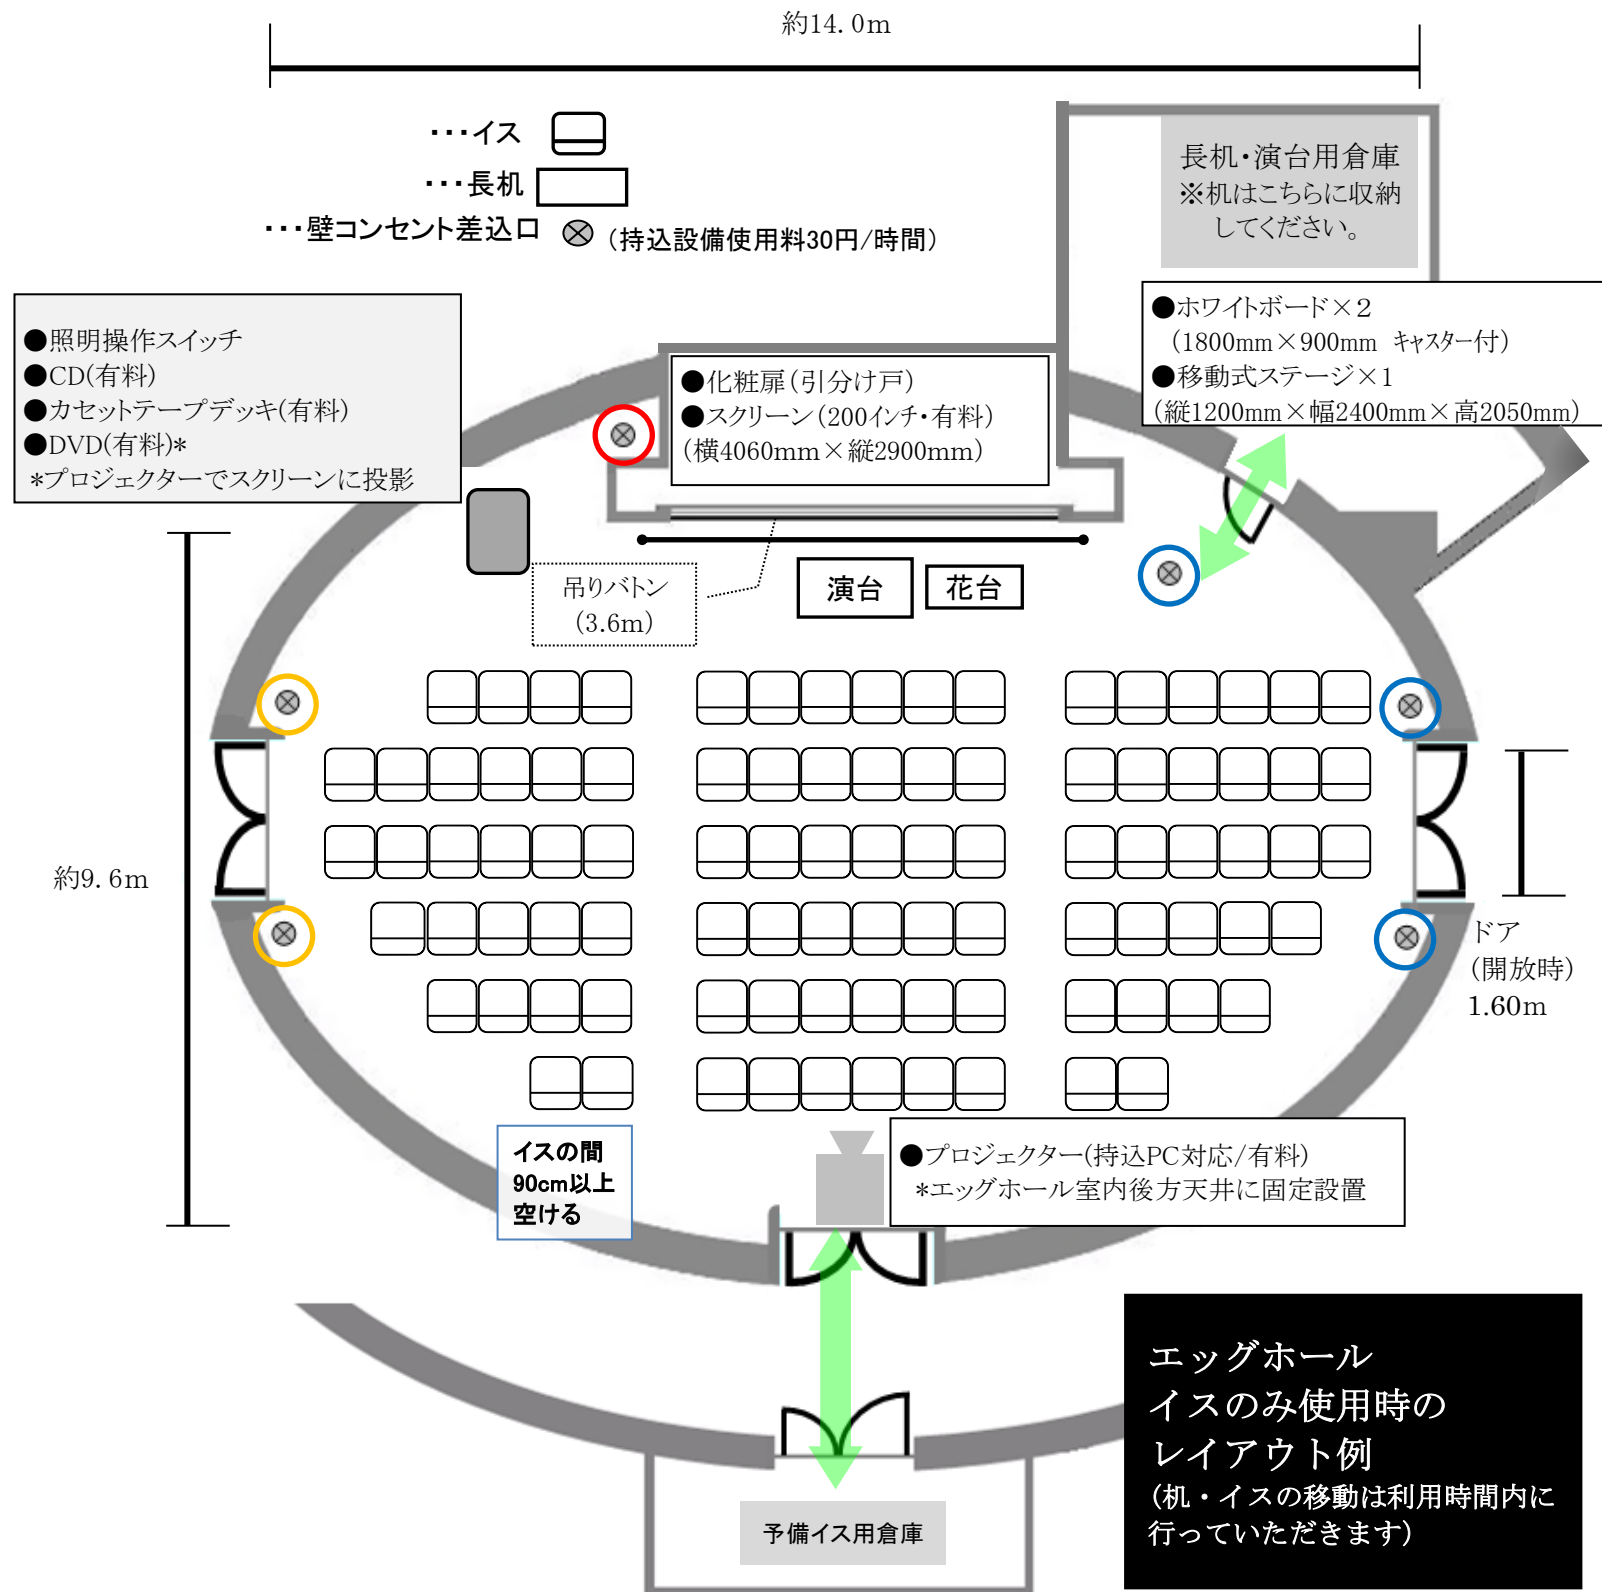 約14.0m
・・・イス
・・・長机
・・・壁コンセント差込口
(持込設備使用料30円/時間)
長机・演台用倉庫
※机はこちらに収納
してください。
●照明操作スイッチ
●CD(有料)
●カセットテープデッキ(有料)
●DVD(有料)*
*プロジェクターでスクリーンに投影
●化粧扉(引分け戸)
●スクリーン(200インチ・有料)
(横4060mm×縦2900mm)
●ホワイトボード×2
(1800mm×900mm キャスター付)
●移動式ステージ×1
(縦1200mm×幅2400mm×高2050mm)
吊りバトン
(3.6m)
演台
花台
約9.6m
ドア
(開放時)
1.60m
イスの間
90cm以上
空ける
●プロジェクター(持込PC対応/有料)
*エッグホール室内後方天井に固定設置
エッグホール
イスのみ使用時の
レイアウト例
(机・イスの移動は利用時間内に
行っていただきます)
予備イス用倉庫